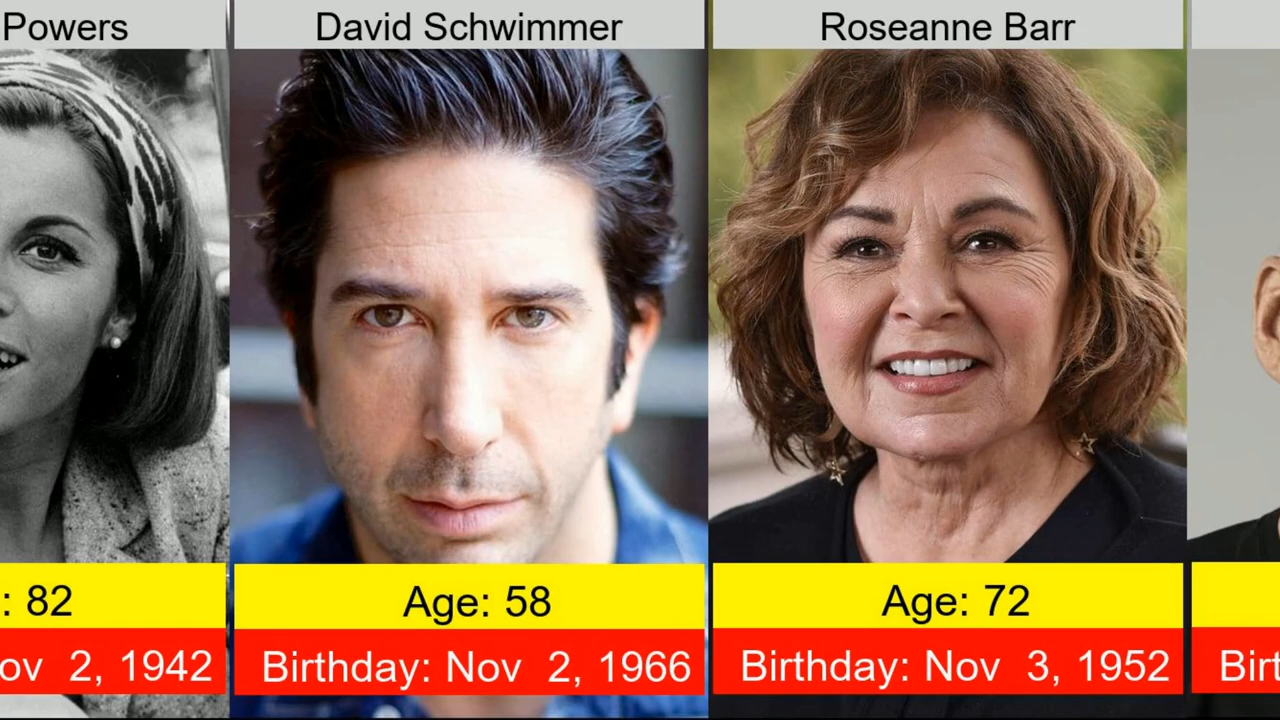 Powers
: 82
ov 2, 1942
David Schwimmer
Age: 58
Birthday: Nov 2, 1966
Roseanne Barr
Age: 72
Birthday: Nov 3, 1952
Birt